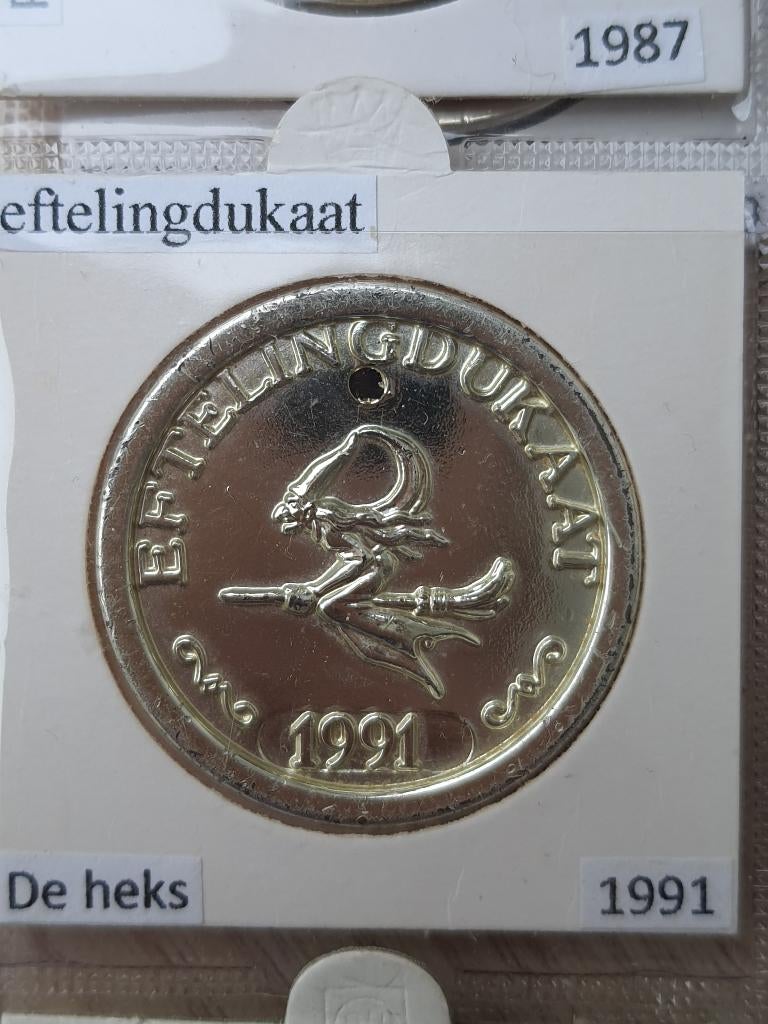 1987
eftelingdukaat
EFTELINGDUKAAT
1991
De heks
1991